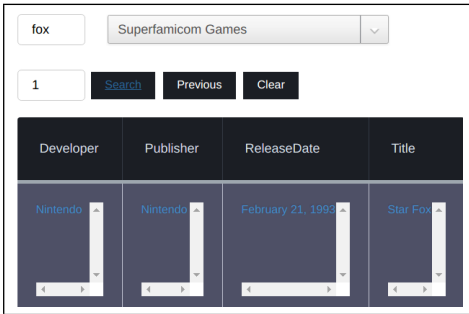 fox Superfamicom Games
1 Search Previous Clear
Developer Publisher ReleaseDate Title
Nintendo Nintendo February 21, 1993 Star Fox